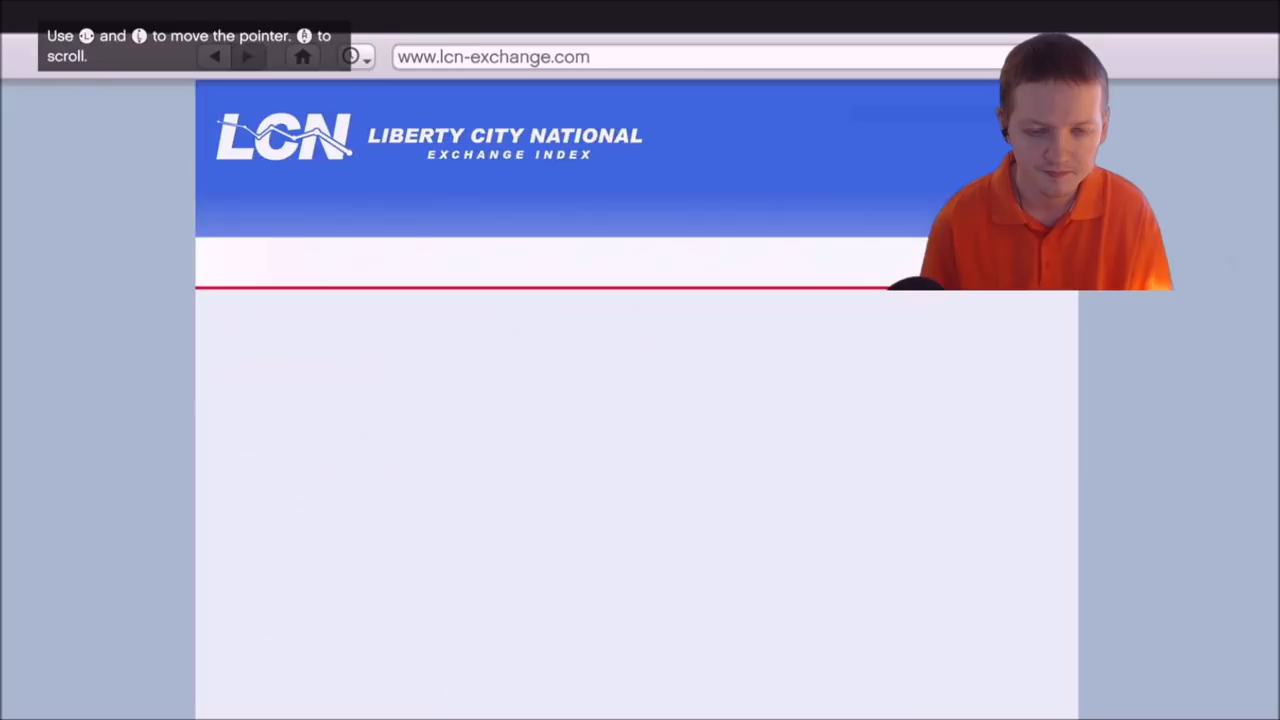 Use L and L to move the pointer. R to
scroll.
www.lcn-exchange.com
LCN
LIBERTY CITY NATIONAL
EXCHANGE INDEX